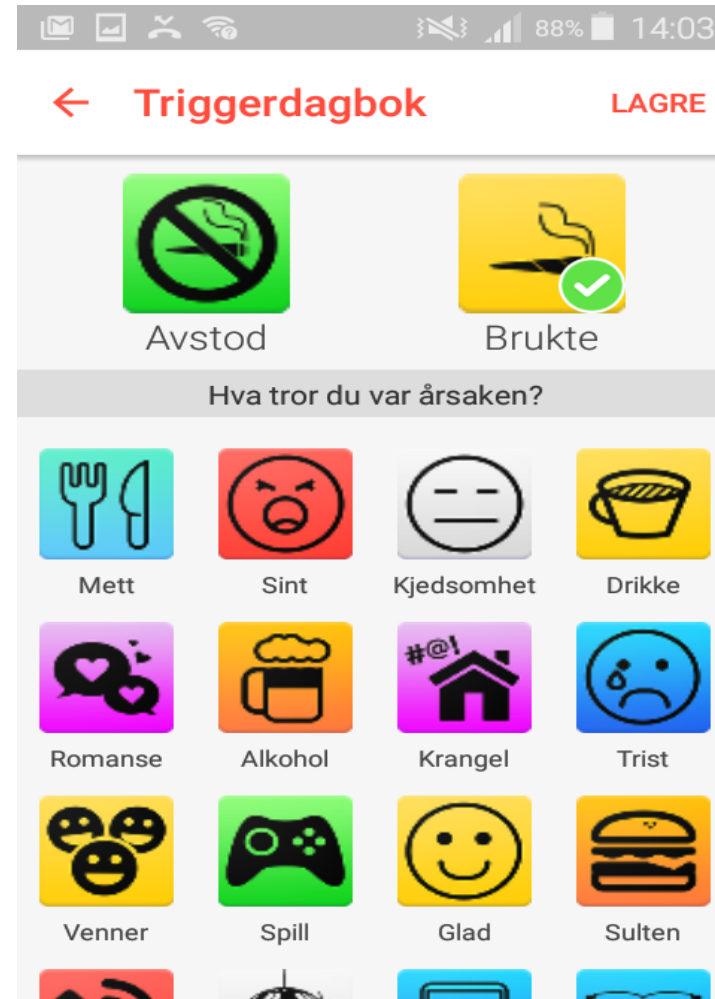 88% 14:03
Triggerdagbok LAGRE
Avstod Brukte
Hva tror du var årsaken?
Mett Sint Kjedsomhet Drikke
#@!
Romanse Alkohol Krangel Trist
Venner Spill Glad Sulten